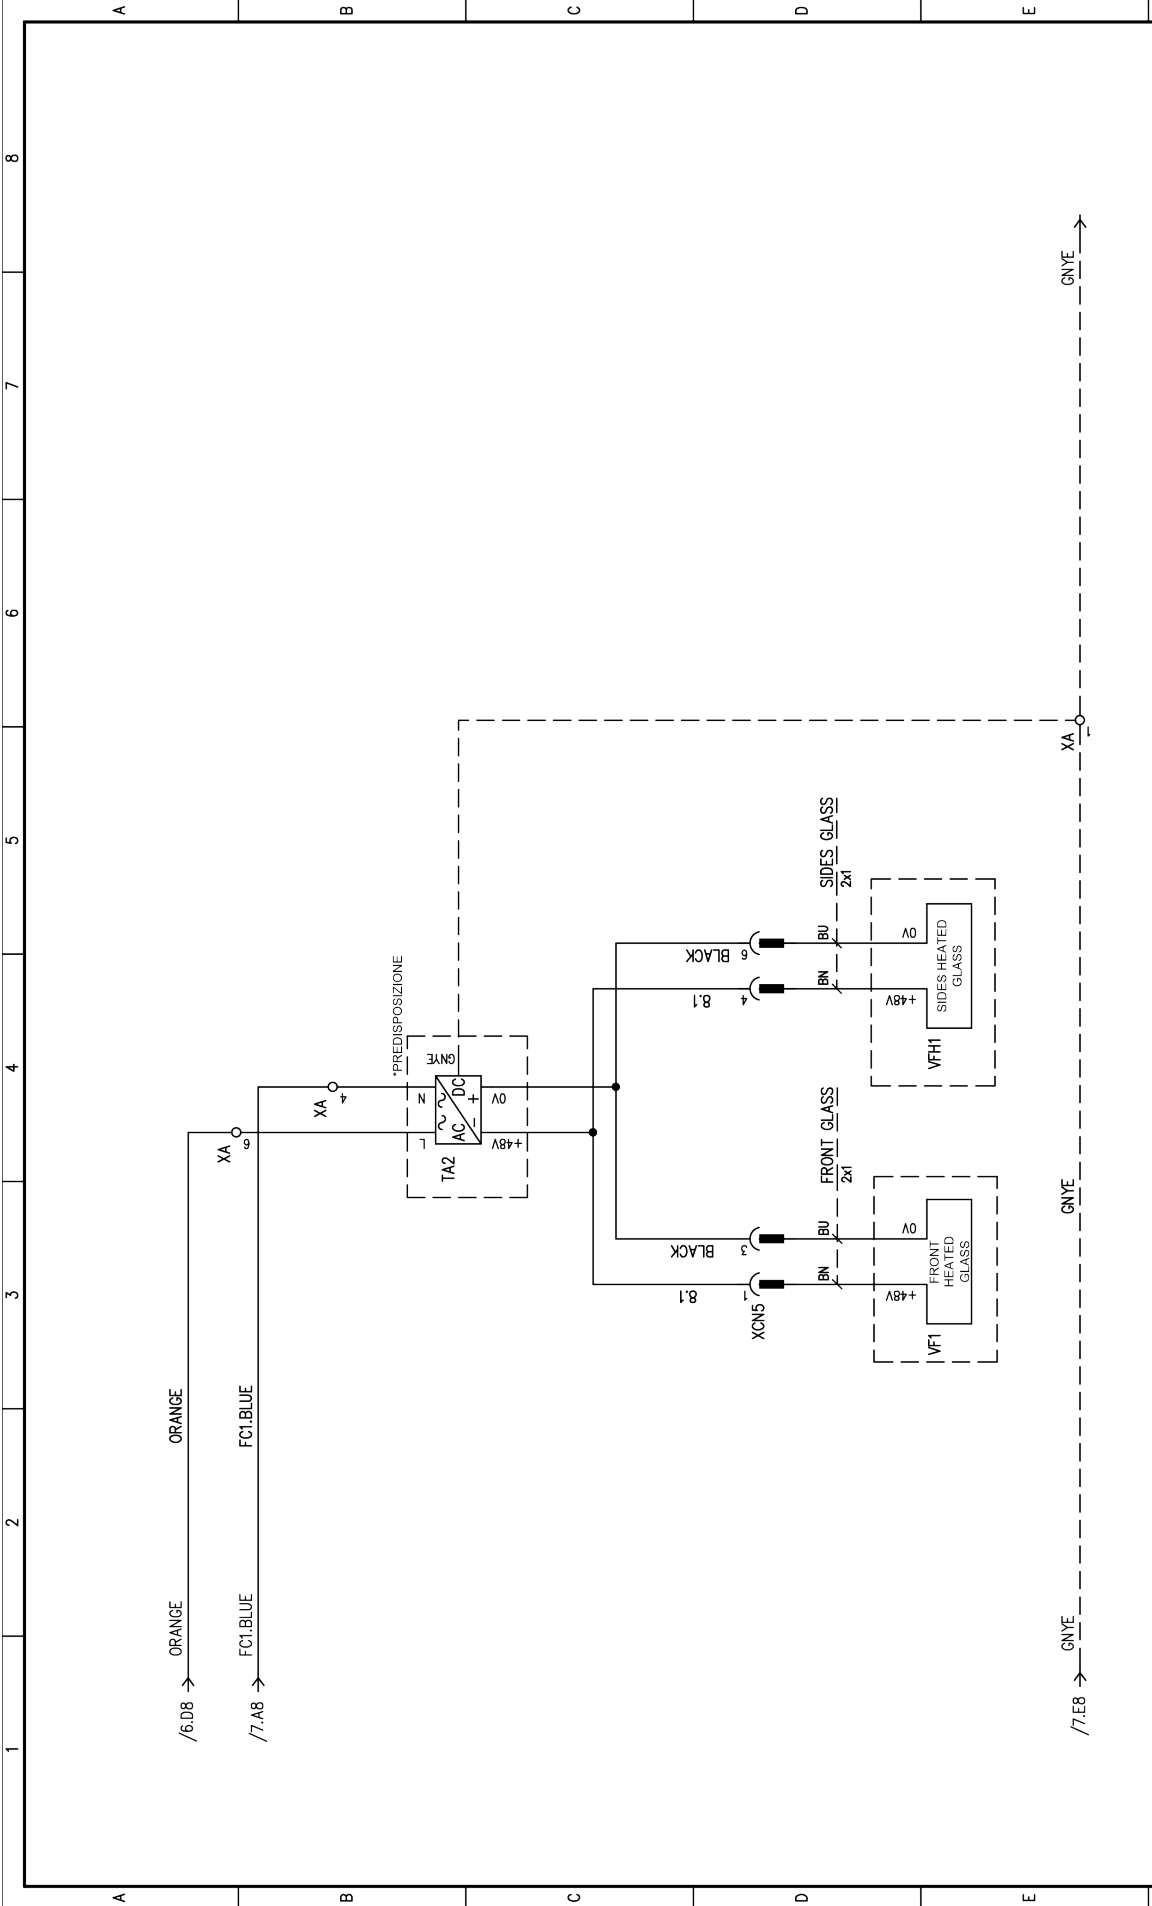 A
B
C
D
E
8
7
6
5
4
3
2
1
/6.D8
ORANGE
ORANGE
XA
6
/7.A8
FC1.BLUE
FC1.BLUE
XA
4
*PREDISPOSIZIONE
TA2
L
N
GNYE
AC
DC
+48V
0V
8.1
BLACK
8.1
BLACK
XCN5
1
3
4
6
BN
BU
FRONT GLASS
2x1
BN
BU
SIDES GLASS
2x1
VF1
+48V
0V
FRONT
HEATED
GLASS
VFH1
+48V
0V
SIDES HEATED
GLASS
/7.E8
GNYE
GNYE
XA
1
GNYE
A
B
C
D
E